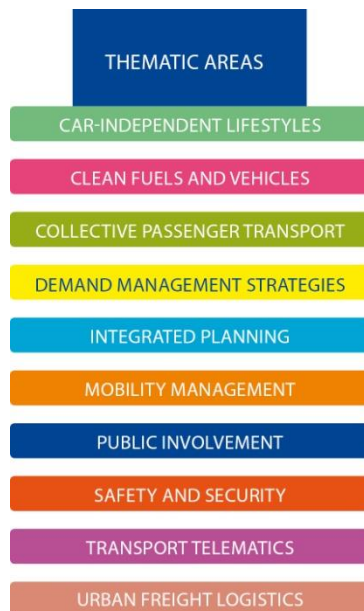 THEMATIC AREAS
CAR-INDEPENDENT LIFESTYLES
CLEAN FUELS AND VEHICLES
COLLECTIVE PASSENGER TRANSPORT
DEMAND MANAGEMENT STRATEGIES
INTEGRATED PLANNING
MOBILITY MANAGEMENT
PUBLIC INVOLVEMENT
SAFETY AND SECURITY
TRANSPORT TELEMATICS
URBAN FREIGHT LOGISTICS